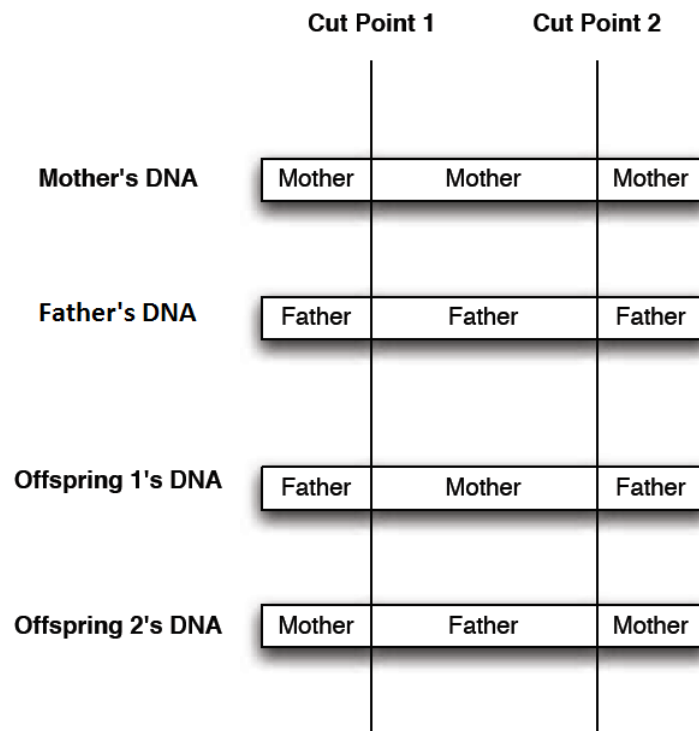 Cut Point 1 Cut Point 2
Mother's DNA Mother Mother Mother
Father's DNA Father Father Father
Offspring 1's DNA Father Mother Father
Offspring 2's DNA Mother Father Mother